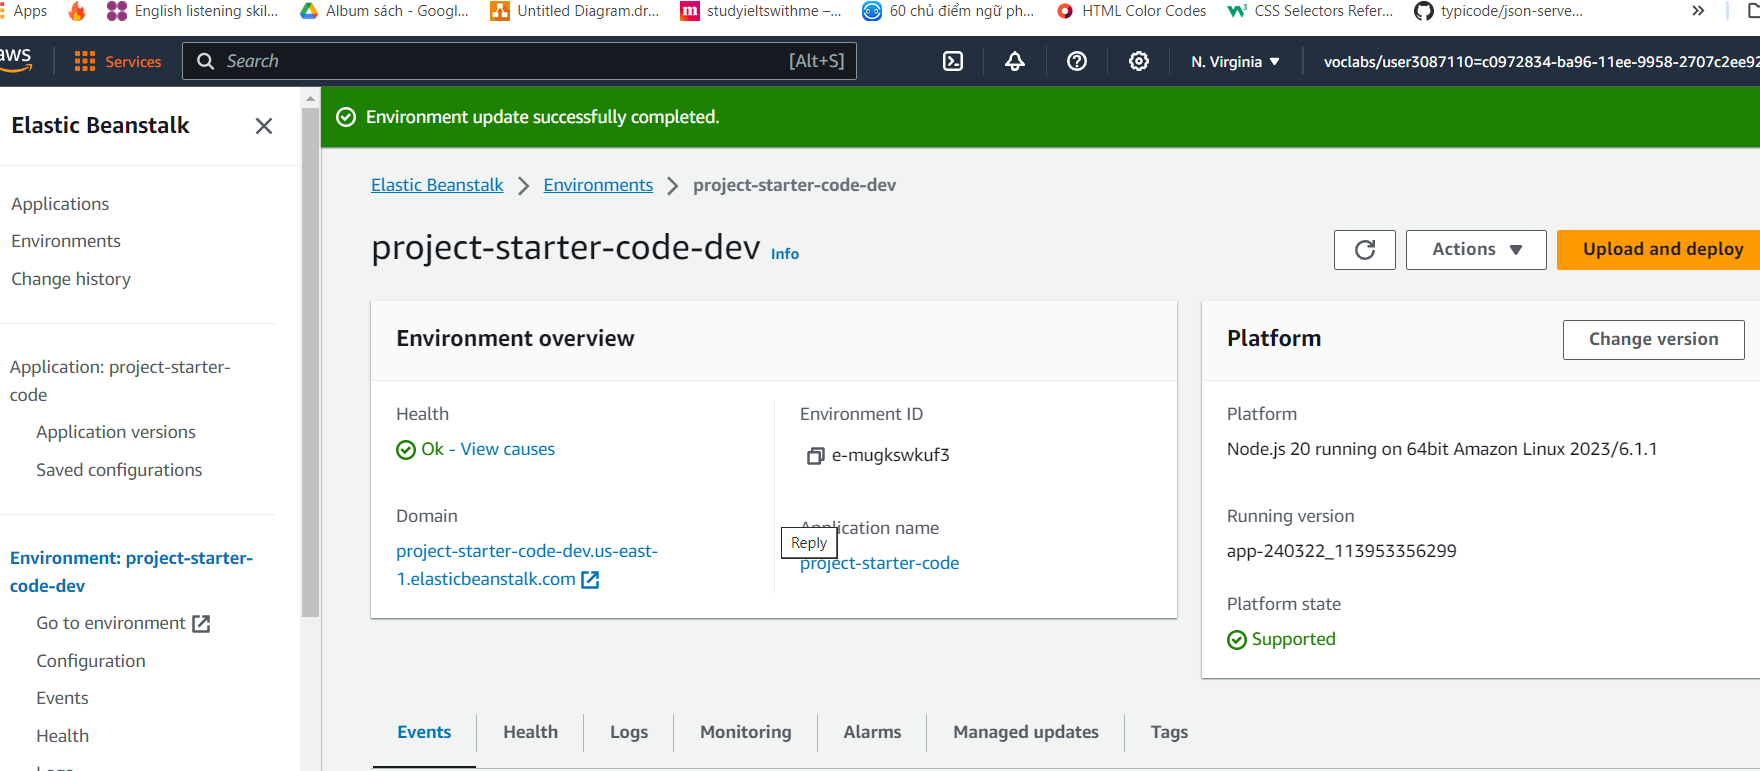 Apps
English listening skil...
Album sách - Googl...
Untitled Diagram.dr...
studyieltswithme –...
60 chủ điểm ngữ ph...
HTML Color Codes
CSS Selectors Refer...
typicode/json-serve...
aws
Services
Search
[Alt+S]
N. Virginia
voclabs/user3087110=c0972834-ba96-11ee-9958-2707c2ee92
Elastic Beanstalk
Applications
Environments
Change history
Application: project-starter-
code
Application versions
Saved configurations
Environment: project-starter-
code-dev
Go to environment
Configuration
Events
Health
Logs
Environment update successfully completed.
Elastic Beanstalk
Environments
project-starter-code-dev
project-starter-code-dev Info
Actions
Upload and deploy
Environment overview
Health
Ok - View causes
Domain
project-starter-code-dev.us-east-
1.elasticbeanstalk.com
Environment ID
e-mugkswkuf3
Application name
Reply
project-starter-code
Platform
Change version
Platform
Node.js 20 running on 64bit Amazon Linux 2023/6.1.1
Running version
app-240322_113953356299
Platform state
Supported
Events
Health
Logs
Monitoring
Alarms
Managed updates
Tags